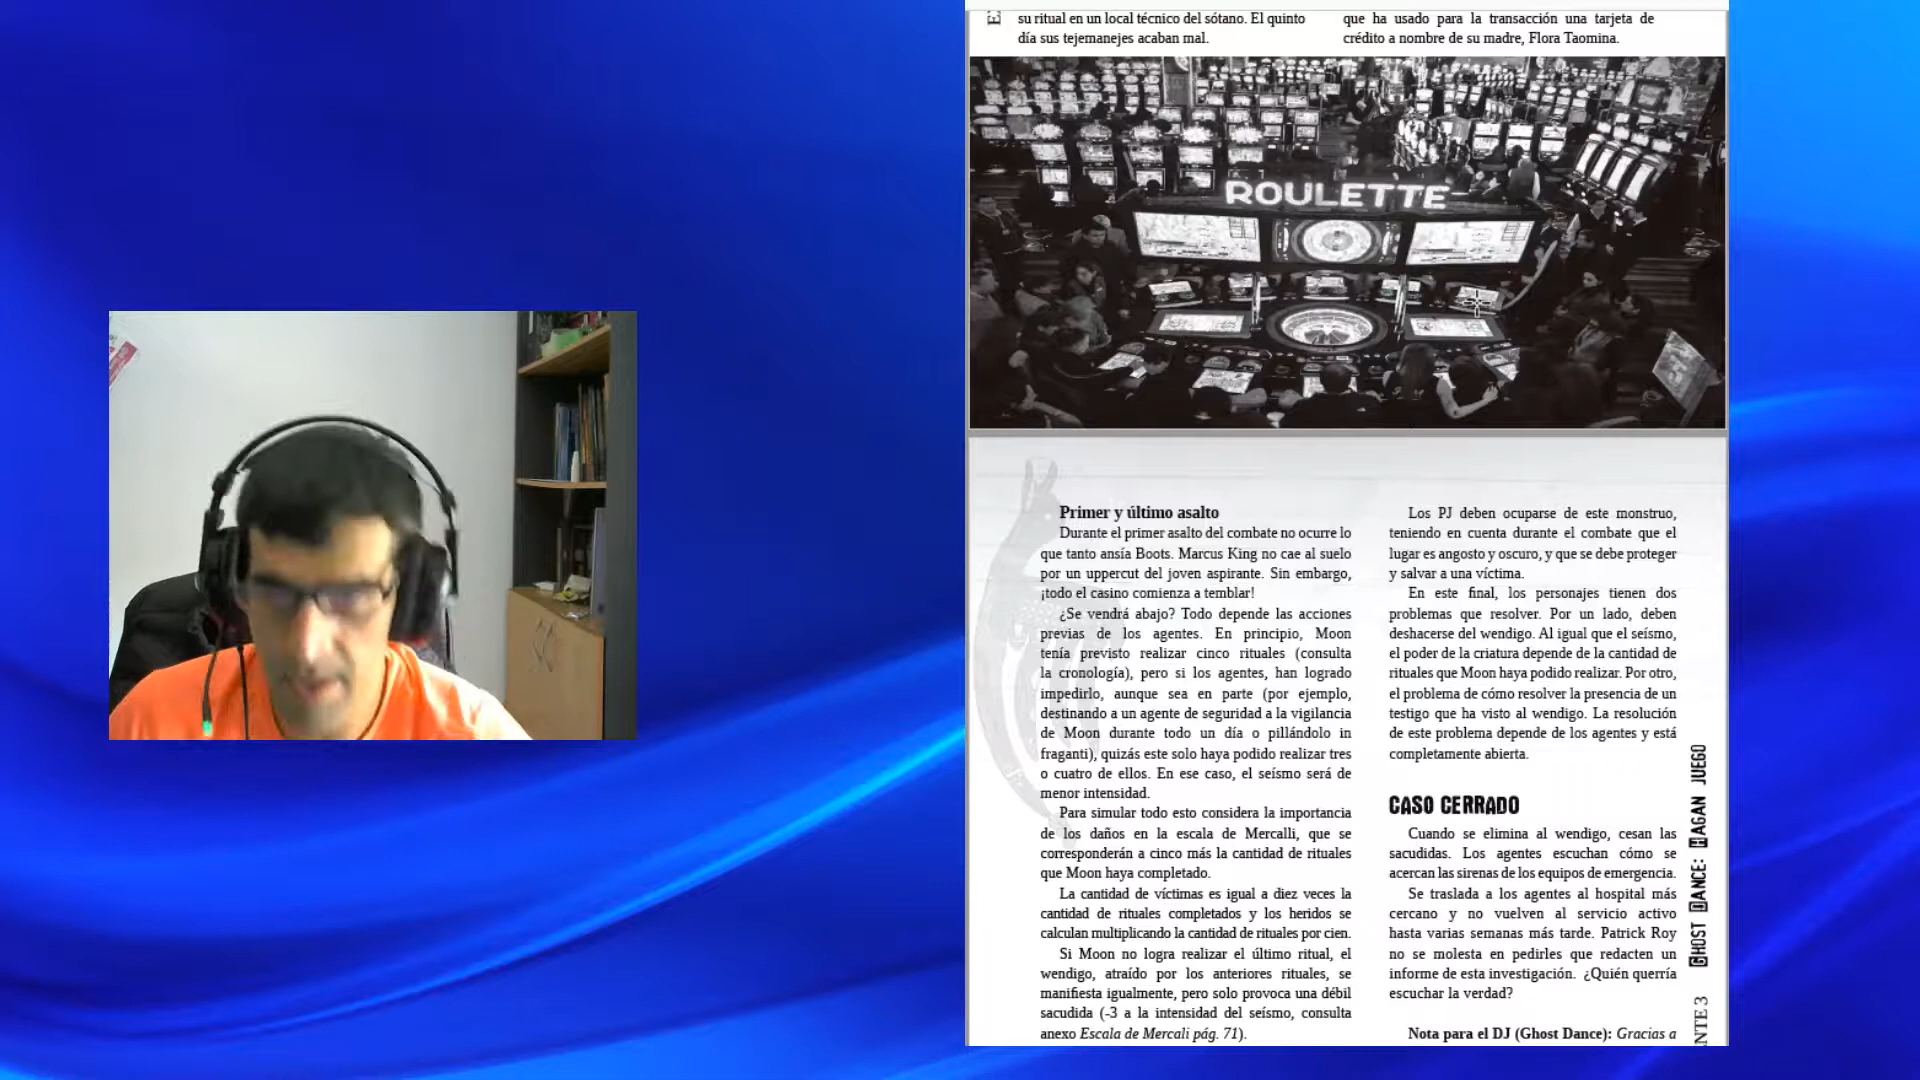 su ritual en un local técnico del sótano. El quinto
día sus tejemanejes acaban mal.
que ha usado para la transacción una tarjeta de
crédito a nombre de su madre, Flora Taomina.
ROULETTE
Primer y último asalto
Durante el primer asalto del combate no ocurre lo
que tanto ansía Boots. Marcus King no cae al suelo
por un uppercut del joven aspirante. Sin embargo,
¡todo el casino comienza a temblar!
¿Se vendrá abajo? Todo depende las acciones
previas de los agentes. En principio, Moon
tenía previsto realizar cinco rituales (consulta
la cronología), pero si los agentes, han logrado
impedirlo, aunque sea en parte (por ejemplo,
destinando a un agente de seguridad a la vigilancia
de Moon durante todo un día o pillándolo in
fraganti), quizás este solo haya podido realizar tres
o cuatro de ellos. En ese caso, el seísmo será de
menor intensidad.
Para simular todo esto considera la importancia
de los daños en la escala de Mercalli, que se
corresponderán a cinco más la cantidad de rituales
que Moon haya completado.
La cantidad de víctimas es igual a diez veces la
cantidad de rituales completados y los heridos se
calculan multiplicando la cantidad de rituales por cien.
Si Moon no logra realizar el último ritual, el
wendigo, atraído por los anteriores rituales, se
manifiesta igualmente, pero solo provoca una débil
sacudida (-3 a la intensidad del seísmo, consulta
anexo Escala de Mercali pág. 71).
Los PJ deben ocuparse de este monstruo,
teniendo en cuenta durante el combate que el
lugar es angosto y oscuro, y que se debe proteger
y salvar a una víctima.
En este final, los personajes tienen dos
problemas que resolver. Por un lado, deben
deshacerse del wendigo. Al igual que el seísmo,
el poder de la criatura depende de la cantidad de
rituales que Moon haya podido realizar. Por otro,
el problema de cómo resolver la presencia de un
testigo que ha visto al wendigo. La resolución
de este problema depende de los agentes y está
completamente abierta.
CASO CERRADO
Cuando se elimina al wendigo, cesan las
sacudidas. Los agentes escuchan cómo se
acercan las sirenas de los equipos de emergencia.
Se traslada a los agentes al hospital más
cercano y no vuelven al servicio activo
hasta varias semanas más tarde. Patrick Roy
no se molesta en pedirles que redacten un
informe de esta investigación. ¿Quién querría
escuchar la verdad?
Nota para el DJ (Ghost Dance): Gracias a
GHOST DANCE: HAGAN JUEGO
NTE 3